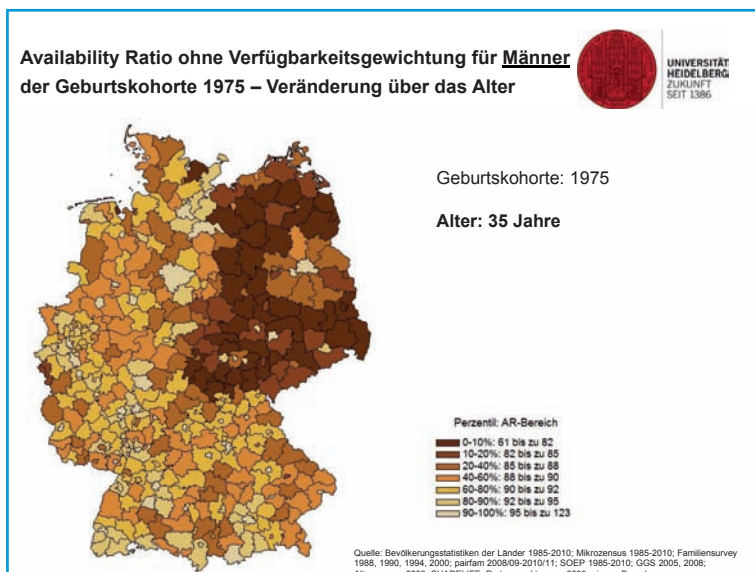 Availability Ratio ohne Verfügbarkeitsgewichtung für Männer
der Geburtskohorte 1975 – Veränderung über das Alter
UNIVERSITÄT
HEIDELBERG
ZUKUNFT
SEIT 1386
Geburtskohorte: 1975
Alter: 35 Jahre
Perzentil: AR-Bereich
0-10%: 61 bis zu 82
10-20%: 82 bis zu 85
20-40%: 85 bis zu 88
40-60%: 88 bis zu 90
60-80%: 90 bis zu 92
80-90%: 92 bis zu 95
90-100%: 95 bis zu 123
Quelle: Bevölkerungsstatistiken der Länder 1985-2010; Mikrozensus 1985-2010; Familiensurvey
1988, 1990, 1994, 2000; pairfam 2008/09-2010/11; SOEP 1985-2010; GGS 2005, 2008;